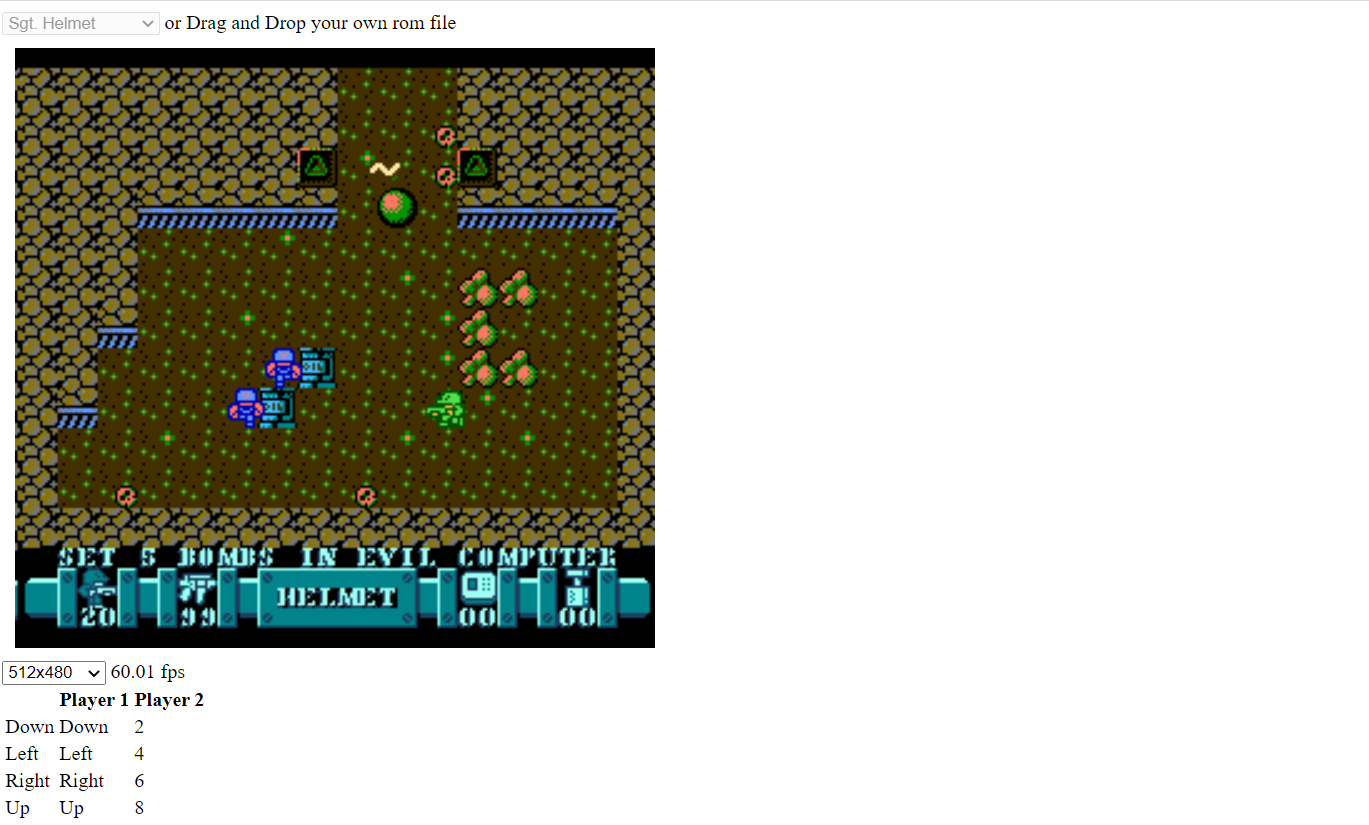 Sgt. Helmet or Drag and Drop your own rom file
SET 5 BOMBS IN EVIL COMPUTER
HELMET
20 99 00 00
512x480 60.01 fps
Player 1 Player 2
Down Down 2
Left Left 4
Right Right 6
Up Up 8